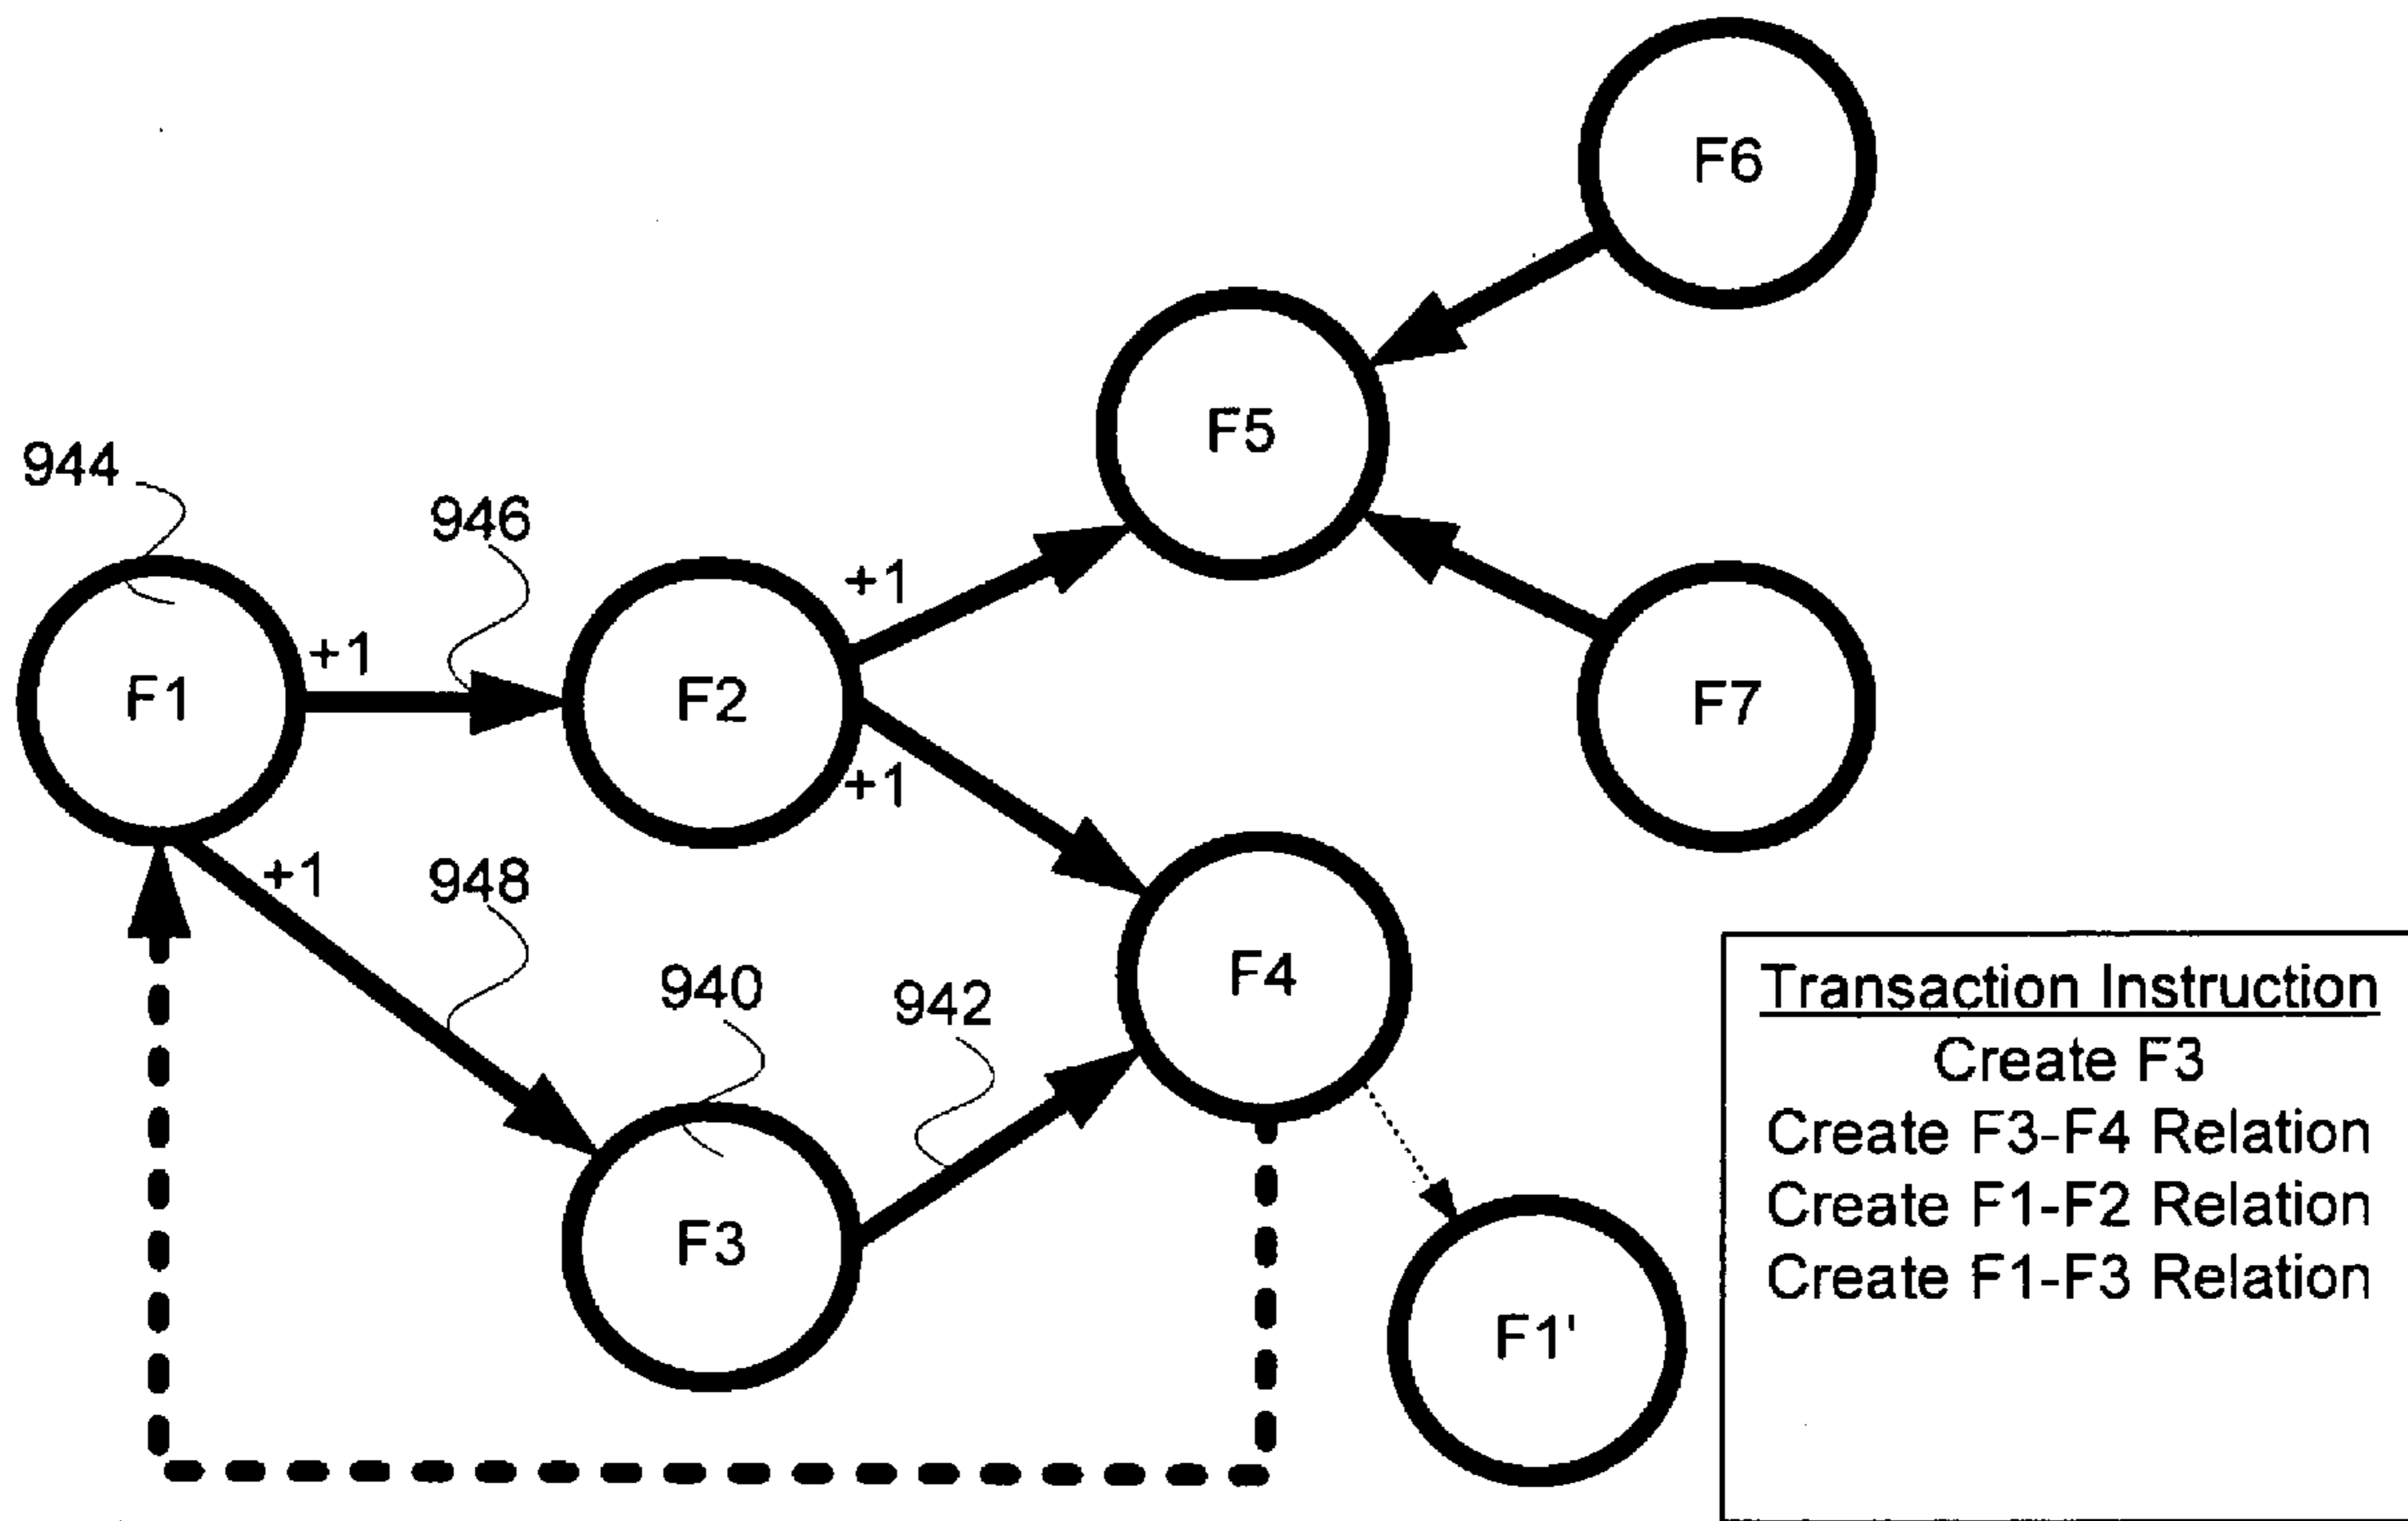 F6
F5
944
946
+1
+1
F1
F2
F7
+1
+1
948
940
942
F4
F3
F1'
Transaction Instruction
Create F3
Create F3-F4 Relation
Create F1-F2 Relation
Create F1-F3 Relation